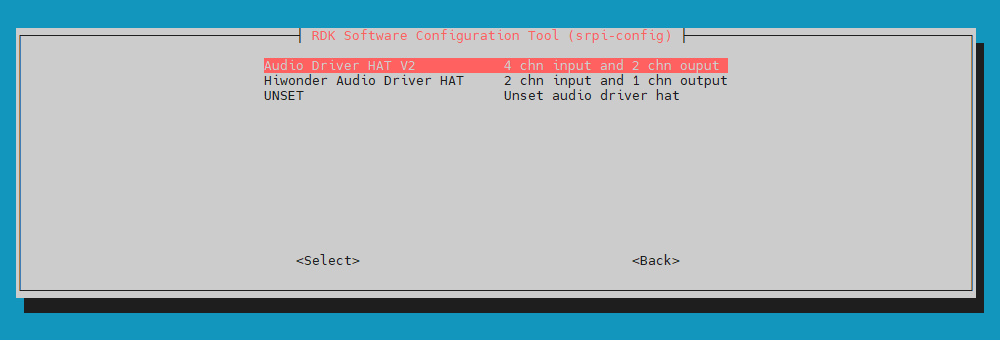 RDK Software Configuration Tool (srpi-config)
Audio Driver HAT V2 4 chn input and 2 chn ouput
Hiwonder Audio Driver HAT 2 chn input and 1 chn output
UNSET Unset audio driver hat
<Select> <Back>